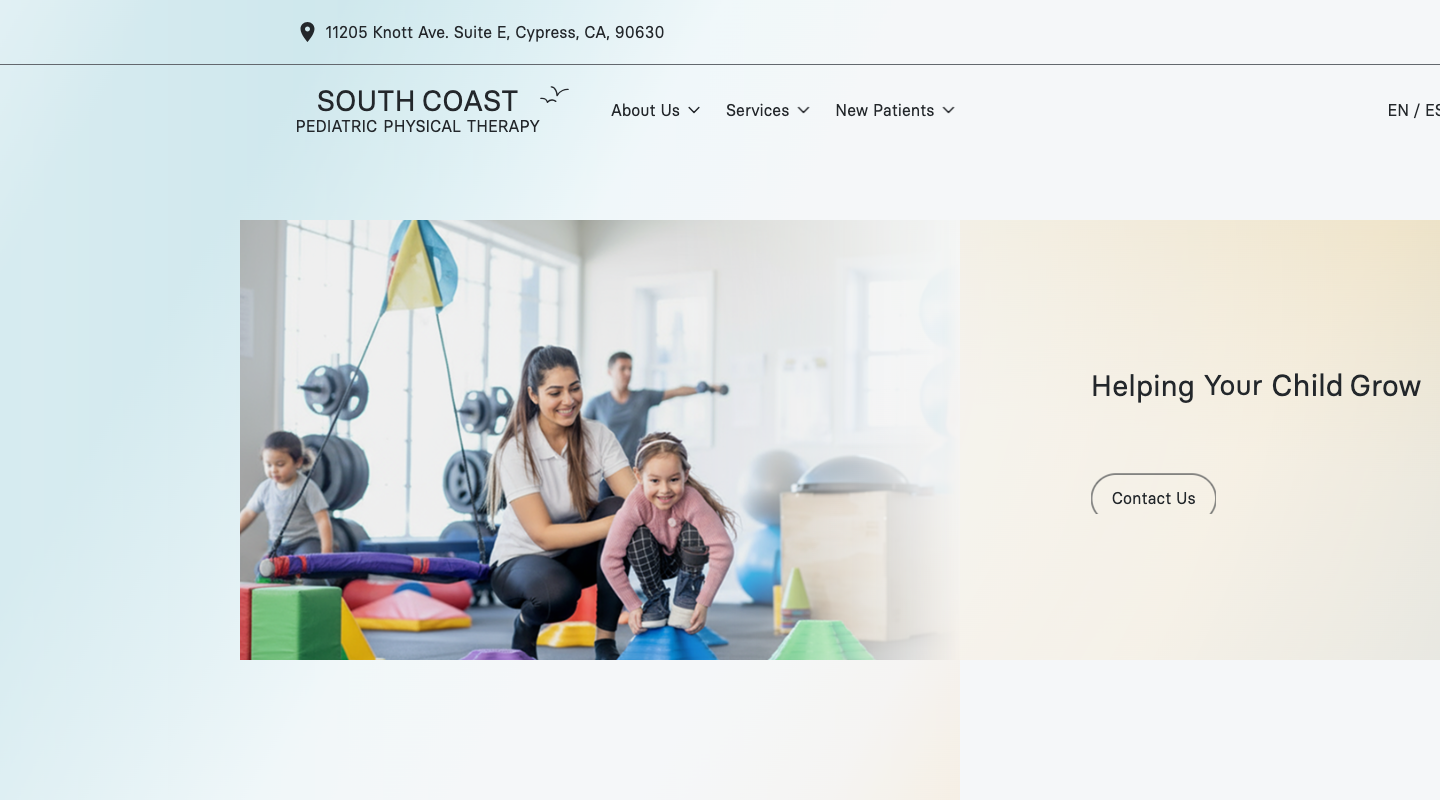 11205 Knott Ave. Suite E, Cypress, CA, 90630
SOUTH COAST
PEDIATRIC PHYSICAL THERAPY
About Us
Services
New Patients
EN / ES
Helping Your Child Grow
Contact Us